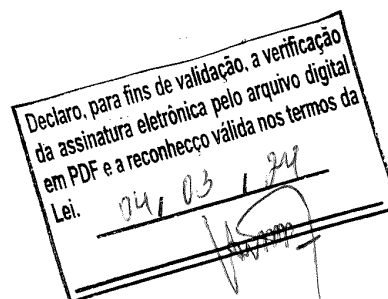 Declaro, para fins de validação, a verificação
da assinatura eletrônica pelo arquivo digital
em PDF e a reconhecço válida nos termos da
Lei. 04, 03, 24